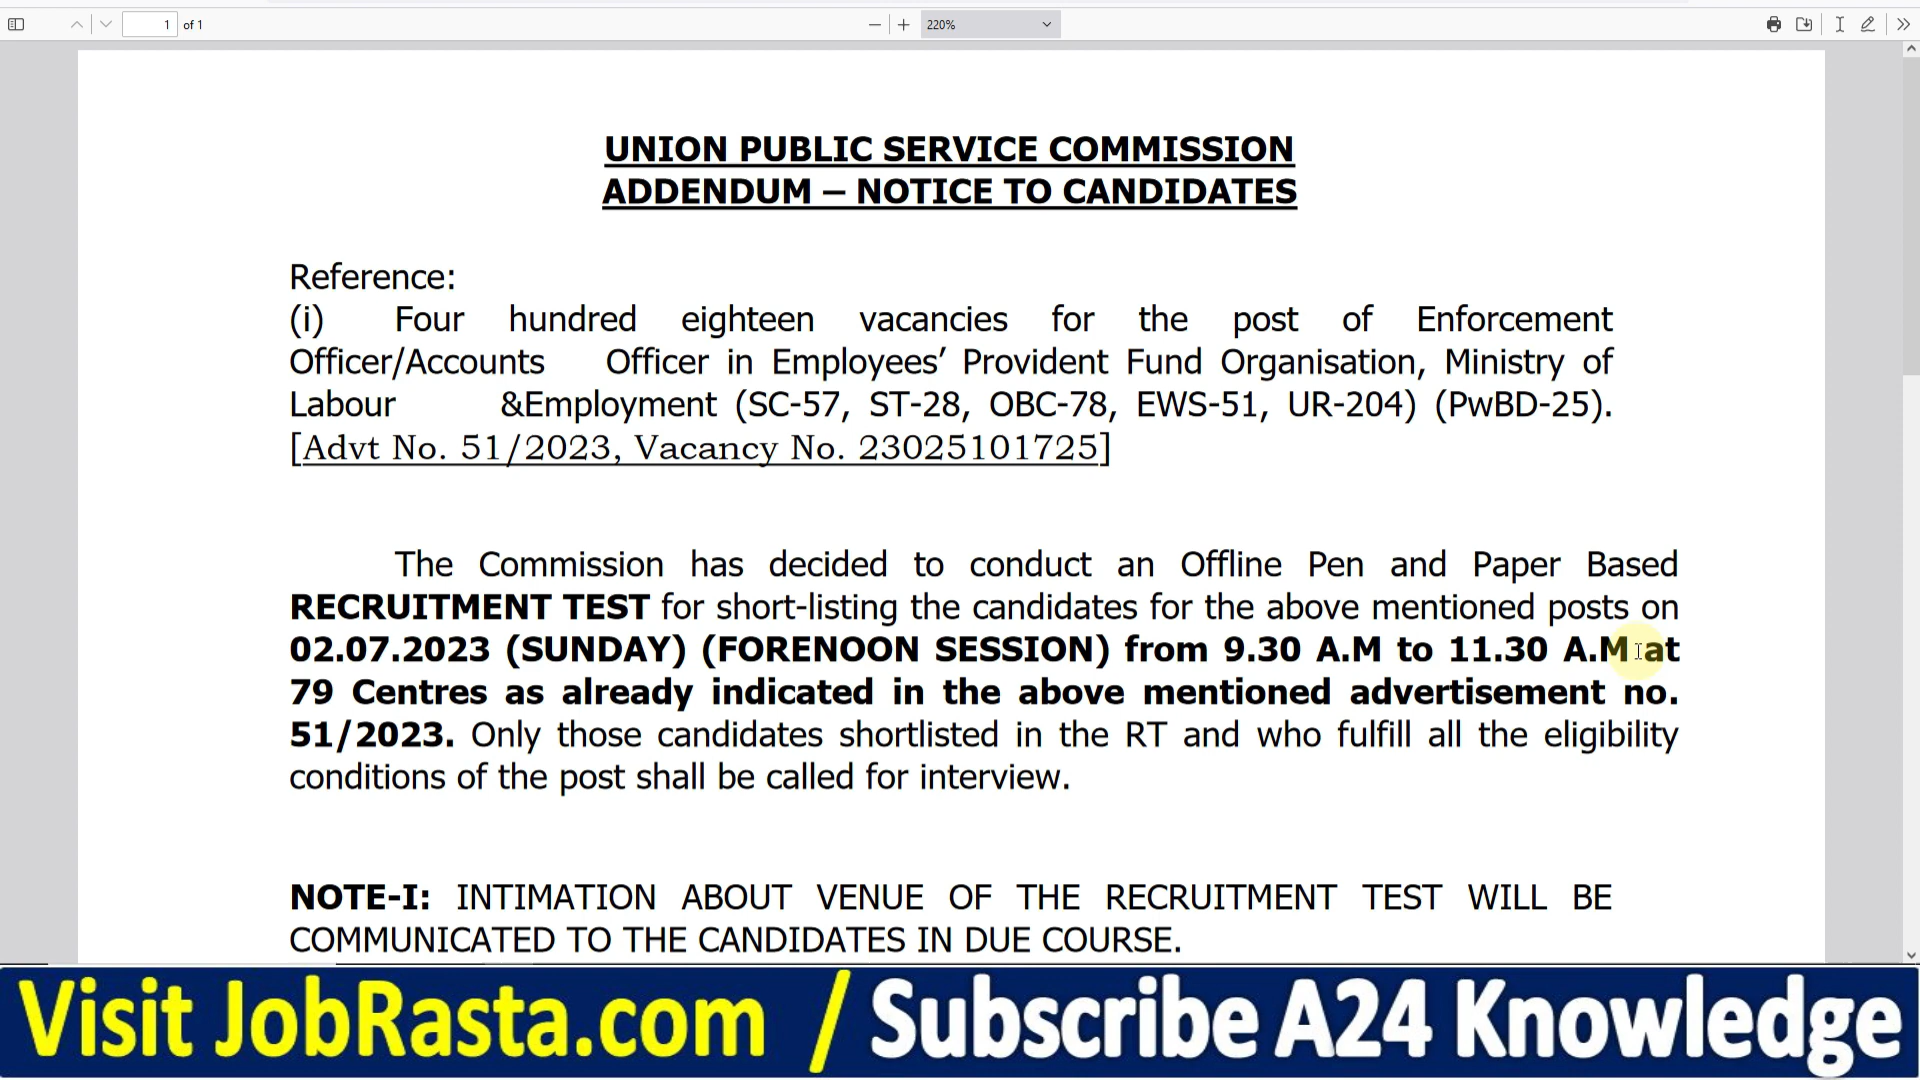 1 of 1
220%
UNION PUBLIC SERVICE COMMISSION
ADDENDUM – NOTICE TO CANDIDATES
Reference:
(i) Four hundred eighteen vacancies for the post of Enforcement
Officer/Accounts Officer in Employees’ Provident Fund Organisation, Ministry of
Labour &Employment (SC-57, ST-28, OBC-78, EWS-51, UR-204) (PwBD-25).
[Advt No. 51/2023, Vacancy No. 23025101725]
The Commission has decided to conduct an Offline Pen and Paper Based
RECRUITMENT TEST for short-listing the candidates for the above mentioned posts on
02.07.2023 (SUNDAY) (FORENOON SESSION) from 9.30 A.M to 11.30 A.M at
79 Centres as already indicated in the above mentioned advertisement no.
51/2023. Only those candidates shortlisted in the RT and who fulfill all the eligibility
conditions of the post shall be called for interview.
NOTE-I: INTIMATION ABOUT VENUE OF THE RECRUITMENT TEST WILL BE
COMMUNICATED TO THE CANDIDATES IN DUE COURSE.
Visit JobRasta.com / Subscribe A24 Knowledge